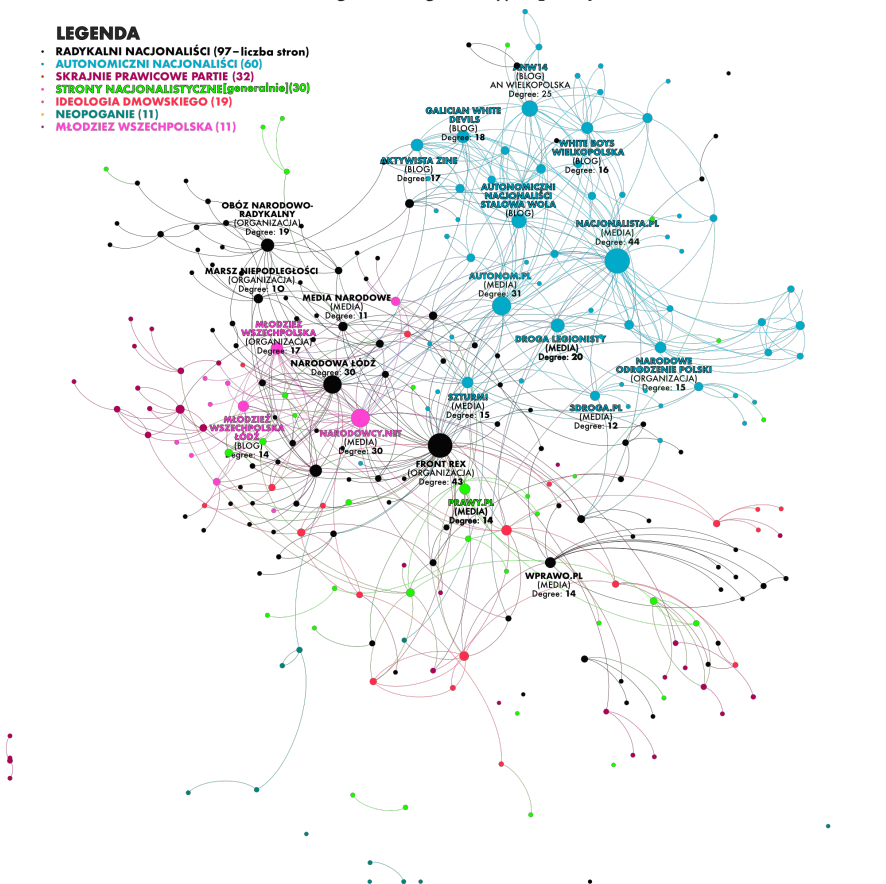 LEGENDA
RADYKALNI NACJONALIŚCI (97–liczba stron)
AUTONOMICZNI NACJONALIŚCI (60)
SKRAJNIE PRAWICOWE PARTIE (32)
STRONY NACJONALISTYCZNE[generalnie](30)
IDEOLOGIA DMOWSKIEGO (19)
NEOPOGANIE (11)
MŁODZIEŻ WSZECHPOLSKA (11)
ANW14
(BLOG)
AN WIELKOPOLSKA
Degree: 25
GALICIAN WHITE
DEVILS
(BLOG)
Degree: 18
WHITE BOYS
WIELKOPOLSKA
(BLOG)
Degree: 16
AKTYWISTA ZINE
(BLOG)
Degree: 17
AUTONOMICZNI
NACJONALIŚCI
STALOWA WOLA
(BLOG)
OBÓZ NARODOWO-
RADYKALNY
(ORGANIZACJA)
Degree: 19
NACJONALISTA.PL
(MEDIA)
Degree: 44
MARSZ NIEPODLEGŁOŚCI
(ORGANIZACJA)
Degree: 10
AUTONOM.PL
(MEDIA)
Degree: 31
MEDIA NARODOWE
(MEDIA)
Degree: 11
MŁODZIEŻ
WSZECHPOLSKA
(ORGANIZACJA)
Degree: 17
DROGA LEGIONISTY
(MEDIA)
Degree: 20
NARODOWA ŁÓDŹ
Degree: 30
NARODOWE
ODRODZENIE POLSKI
(ORGANIZACJA)
Degree: 15
SZTURM!
(MEDIA)
Degree: 15
3DROGA.PL
(MEDIA)
Degree: 12
MŁODZIEŻ
WSZECHPOLSKA
ŁÓDŹ
(BLOG)
Degree: 14
NARODOWCY.NET
(MEDIA)
Degree: 30
FRONT REX
(ORGANIZACJA)
Degree: 43
PRAWY.PL
(MEDIA)
Degree: 14
WPRAWO.PL
(MEDIA)
Degree: 14